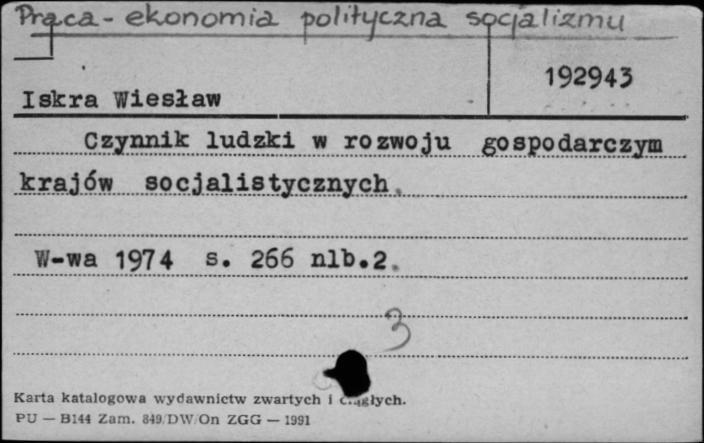 Praca - ekonomia polityczna socjalizmu
192943
Iskra Wiesław
Czynnik ludzki w rozwoju gospodarczym
krajów socjalistycznych.
W-wa 1974 s. 266 nlb.2.
3
Karta katalogowa wydawnictw zwartych i ciągłych.
PU — B144 Zam. 849/DW/On ZGG — 1991